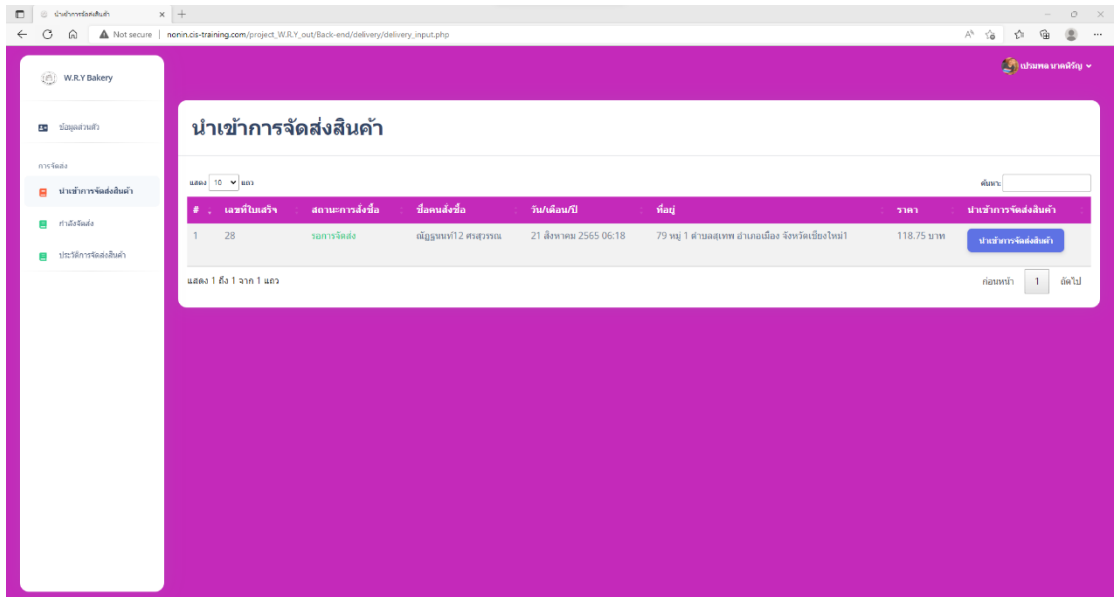 นำเข้าการจัดส่งสินค้า
Not secure nonnin.cis-training.com/project_W.R.Y_out/Back-end/delivery/delivery_input.php
W.R.Y Bakery
เปรมพล นาคหิรัญ
ข้อมูลส่วนตัว
การจัดส่ง
นำเข้าการจัดส่งสินค้า
กำลังจัดส่ง
ประวัติการจัดส่งสินค้า
นำเข้าการจัดส่งสินค้า
แสดง 10 แถว
ค้นหา:
# เลขที่ใบเสร็จ สถานะการสั่งซื้อ ชื่อคนสั่งซื้อ วัน/เดือน/ปี ที่อยู่ ราคา นำเข้าการจัดส่งสินค้า
1 28 รอการจัดส่ง ณัฏฐนนท์12 ศรสุวรรณ 21 สิงหาคม 2565 06:18 79 หมู่ 1 ตำบลสุเทพ อำเภอเมือง จังหวัดเชียงใหม่1 118.75 บาท นำเข้าการจัดส่งสินค้า
แสดง 1 ถึง 1 จาก 1 แถว
ก่อนหน้า 1 ถัดไป